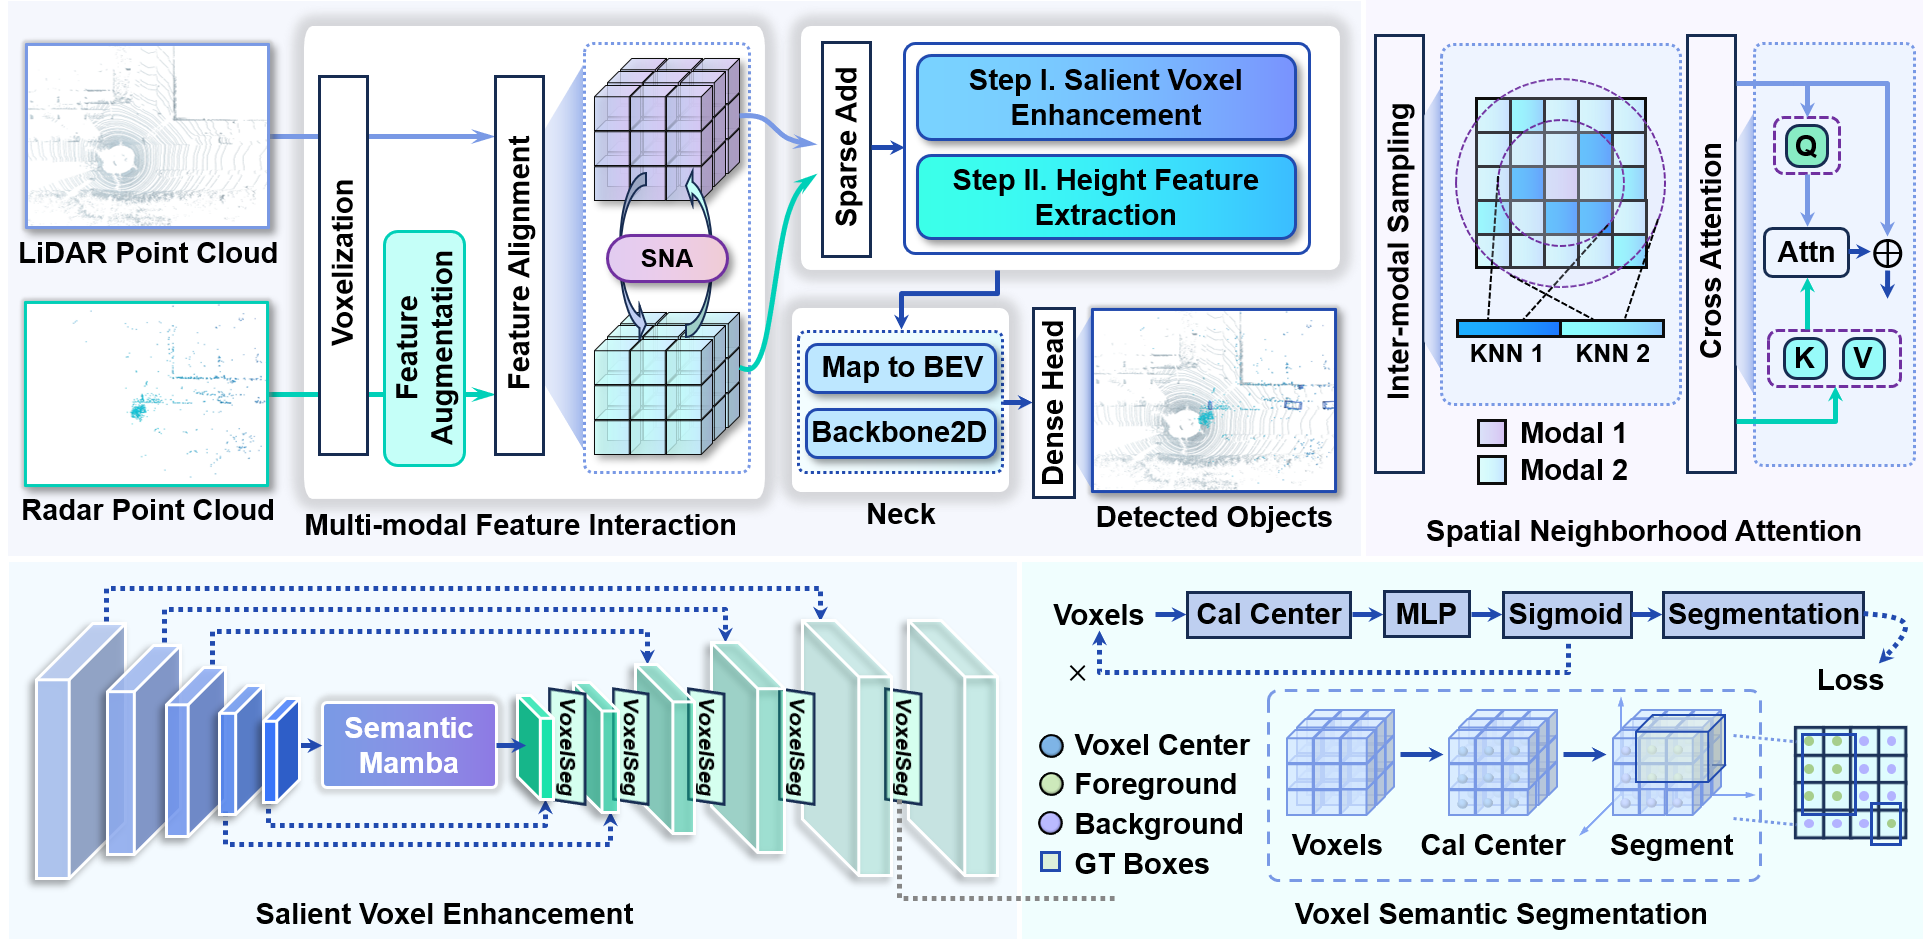 LiDAR Point Cloud
Radar Point Cloud
Voxelization
Feature
Augmentation
Feature Alignment
SNA
Multi-modal Feature Interaction
Sparse Add
Step I. Salient Voxel
Enhancement
Step II. Height Feature
Extraction
Map to BEV
Backbone2D
Neck
Dense Head
Detected Objects
Inter-modal Sampling
KNN 1
KNN 2
Modal 1
Modal 2
Cross Attention
Q
Attn
K
V
Spatial Neighborhood Attention
Semantic
Mamba
VoxelSeg
VoxelSeg
VoxelSeg
VoxelSeg
VoxelSeg
Salient Voxel Enhancement
Voxels
Cal Center
MLP
Sigmoid
Segmentation
×
Loss
Voxel Center
Foreground
Background
GT Boxes
Voxels
Cal Center
Segment
Voxel Semantic Segmentation